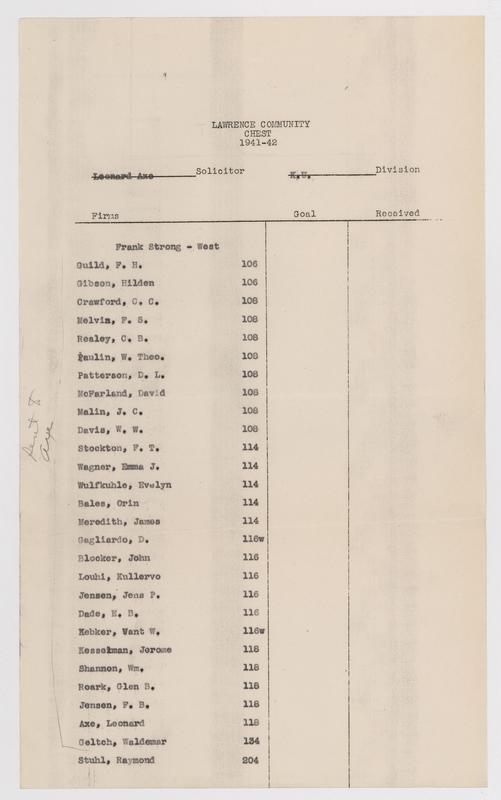 LAWRENCE COMMUNITY
CHEST
1941-42
Leonard Axe Solicitor K.U. Division
Firms Goal Received
Frank Strong - West
Guild, F. H. 106
Gibson, Hilden 106
Crawford, C. C. 108
Melvin, F. S. 108
Realey, C. B. 108
Paulin, W. Theo. 108
Patterson, D. L. 108
McFarland, David 108
Malin, J. C. 108
Davis, W. W. 108
Stockton, F. T. 114
Wagner, Emma J. 114
Wulfkuhle, Evelyn 114
Bales, Orin 114
Meredith, James 114
Gagliardo, D. 116w
Blocker, John 116
Louhi, Kullervo 116
Jensen, Jens P. 116
Dade, E. B. 116
Kebker, Vant W. 116w
Kesselman, Jerome 118
Shannon, Wm. 118
Roark, Glen B. 118
Jensen, F. B. 118
Axe, Leonard 118
Geltch, Waldemar 134
Stuhl, Raymond 204
Sent to
Axe